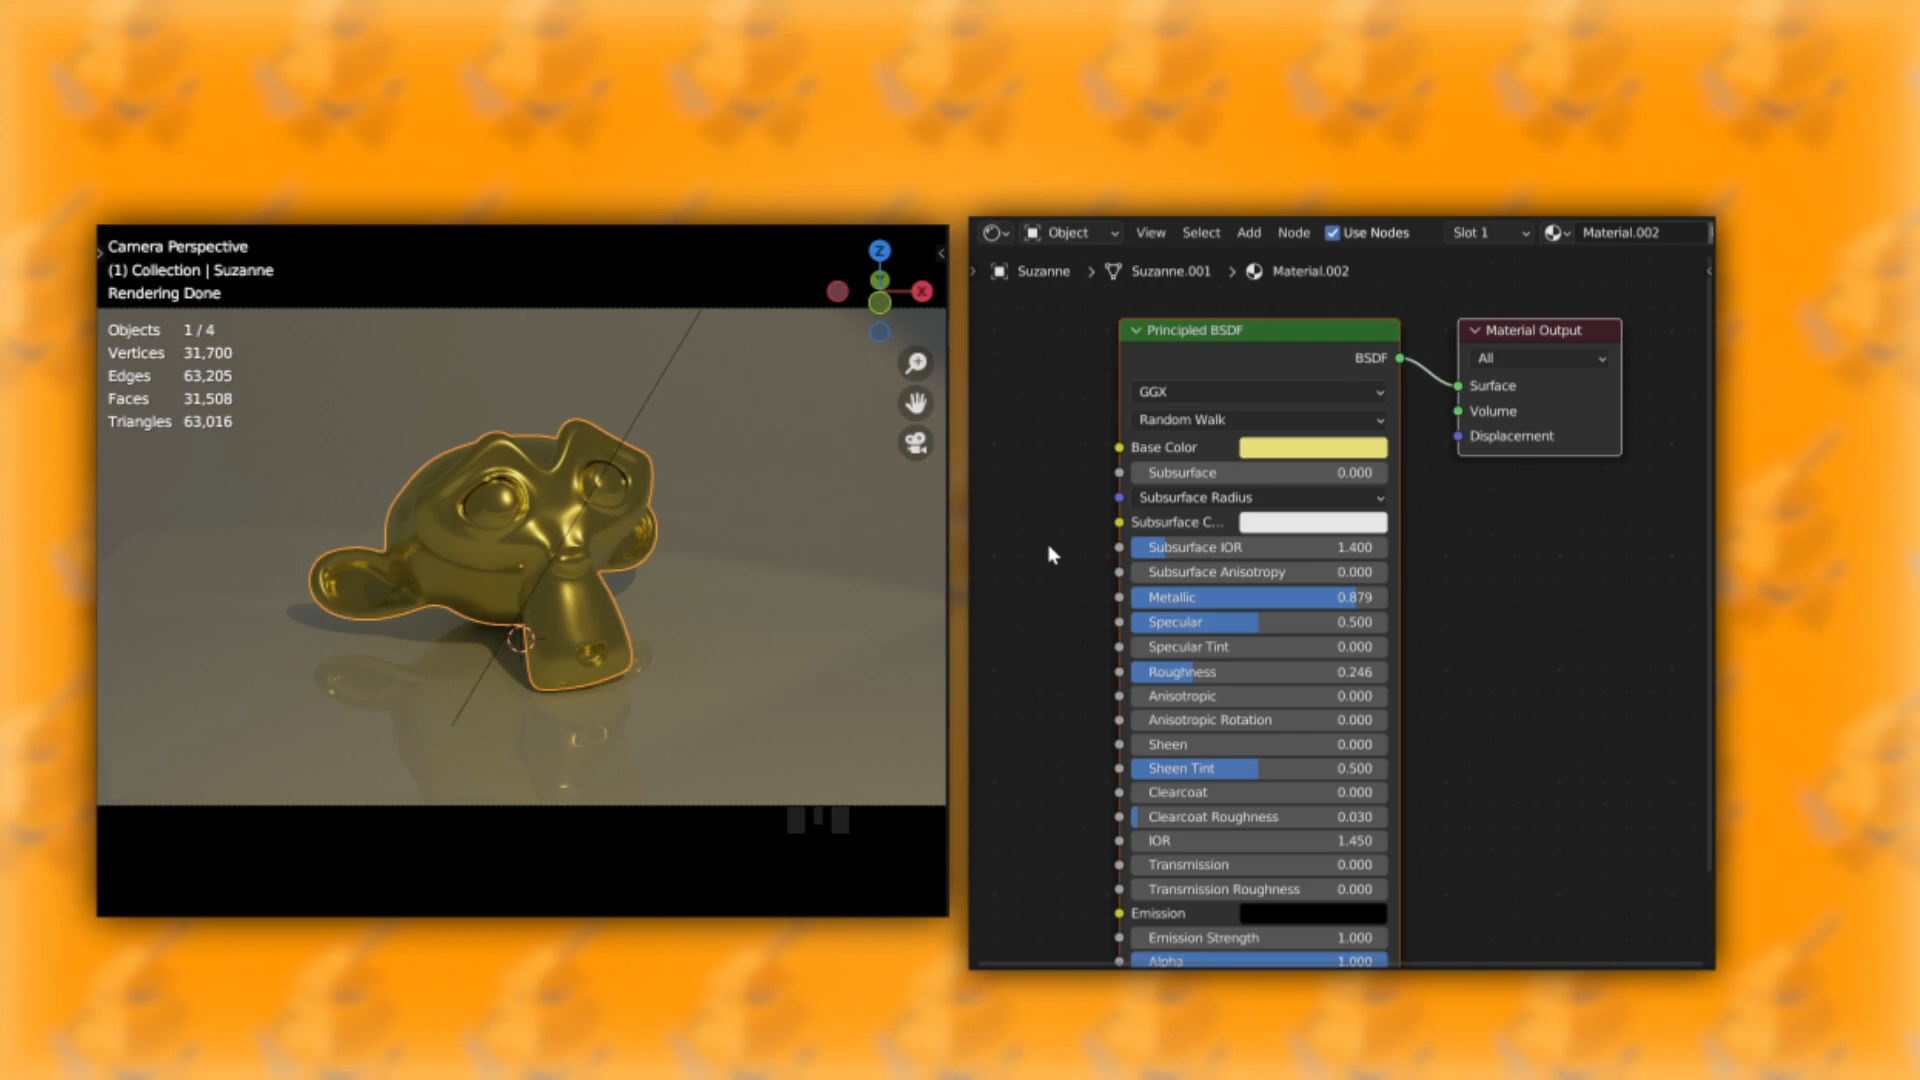 Camera Perspective
(1) Collection | Suzanne
Rendering Done
Objects 1 / 4
Vertices 31,700
Edges 63,205
Faces 31,508
Triangles 63,016
Z
Y
X
Object View Select Add Node Use Nodes Slot 1 Material.002
Suzanne > Suzanne.001 > Material.002
Principled BSDF
BSDF
GGX
Random Walk
Base Color
Subsurface 0.000
Subsurface Radius
Subsurface C...
Subsurface IOR 1.400
Subsurface Anisotropy 0.000
Metallic 0.879
Specular 0.500
Specular Tint 0.000
Roughness 0.246
Anisotropic 0.000
Anisotropic Rotation 0.000
Sheen 0.000
Sheen Tint 0.500
Clearcoat 0.000
Clearcoat Roughness 0.030
IOR 1.450
Transmission 0.000
Transmission Roughness 0.000
Emission
Emission Strength 1.000
Alpha 1.000
Material Output
All
Surface
Volume
Displacement